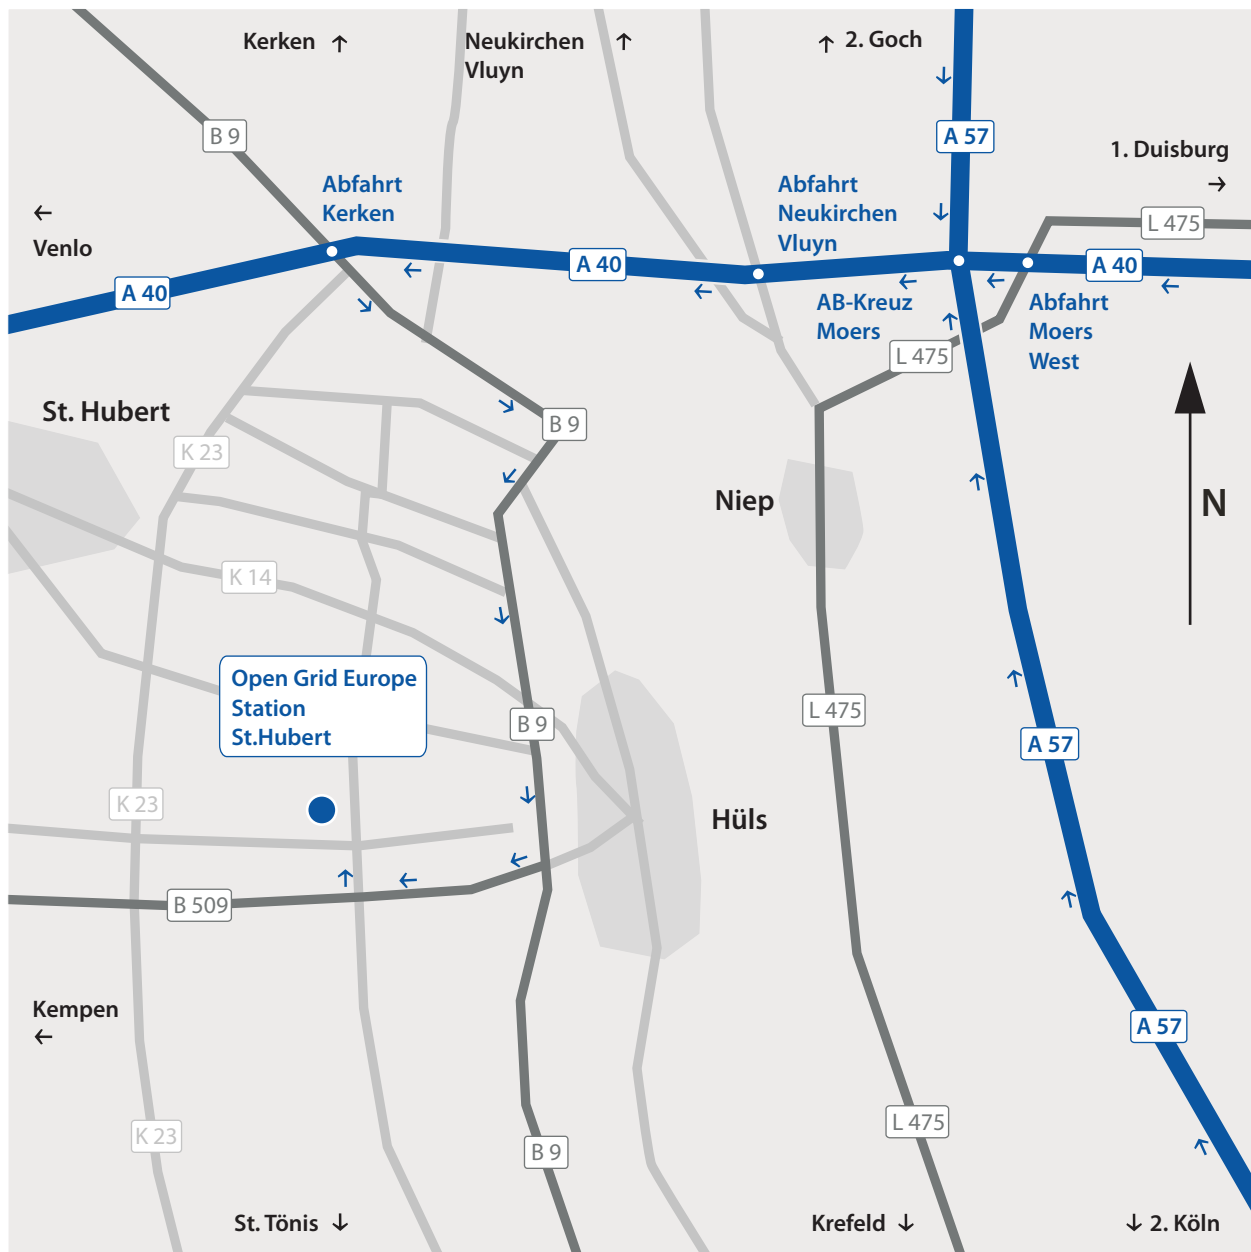 Kerken
Neukirchen
Vluyn
2. Goch
B 9
A 57
1. Duisburg
Abfahrt
Kerken
Abfahrt
Neukirchen
Vluyn
L 475
Venlo
A 40
A 40
A 40
AB-Kreuz
Moers
Abfahrt
Moers
West
L 475
St. Hubert
B 9
K 23
Niep
N
K 14
Open Grid Europe
Station
St.Hubert
B 9
L 475
A 57
K 23
Hüls
B 509
Kempen
A 57
K 23
L 475
B 9
St. Tönis
Krefeld
2. Köln